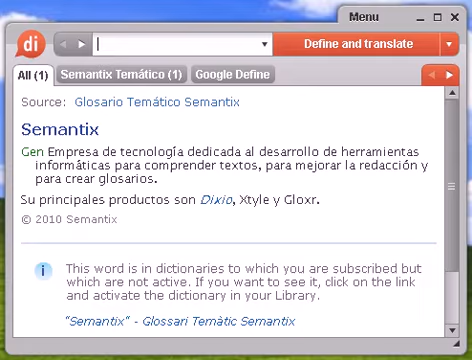 Menu
di
Define and translate
All (1)
Semantix Temático (1)
Google Define
Source: Glosario Temático Semantix
Semantix
Gen Empresa de tecnología dedicada al desarrollo de herramientas
informáticas para comprender textos, para mejorar la redacción y
para crear glosarios.
Su principales productos son Dixio, Xtyle y Gloxr.
© 2010 Semantix
i
This word is in dictionaries to which you are subscribed but
which are not active. If you want to see it, click on the link
and activate the dictionary in your Library.
"Semantix" - Glossari Temàtic Semantix